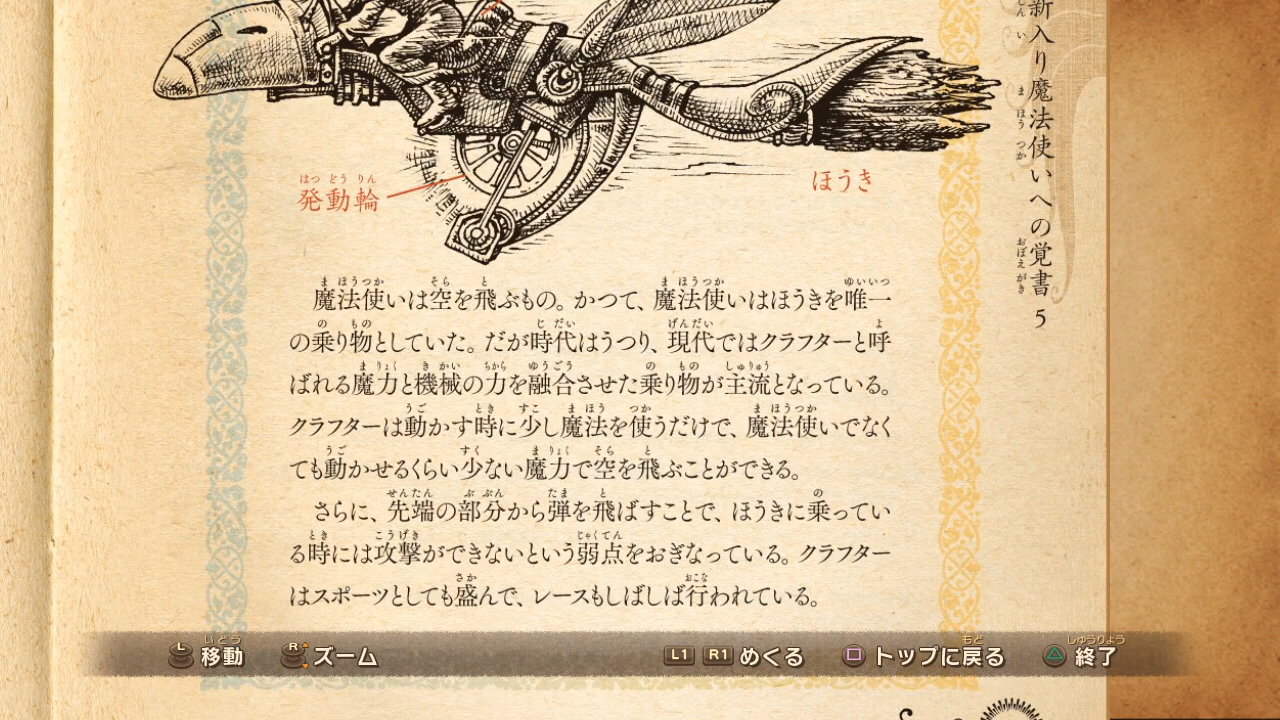 新入り魔法使いへの覚書 5
発動輪
ほうき
魔法使いは空を飛ぶもの。かつて、魔法使いはほうきを唯一
の乗り物としていた。だが時代はうつり、現代ではクラフターと呼
ばれる魔力と機械の力を融合させた乗り物が主流となっている。
クラフターは動かす時に少し魔法を使うだけで、魔法使いでなく
ても動かせるくらい少ない魔力で空を飛ぶことができる。
さらに、先端の部分から弾を飛ばすことで、ほうきに乗ってい
る時には攻撃ができないという弱点をおぎなっている。クラフター
はスポーツとしても盛んで、レースもしばしば行われている。
L 移動 R ズーム L1 R1 めくる トップに戻る 終了